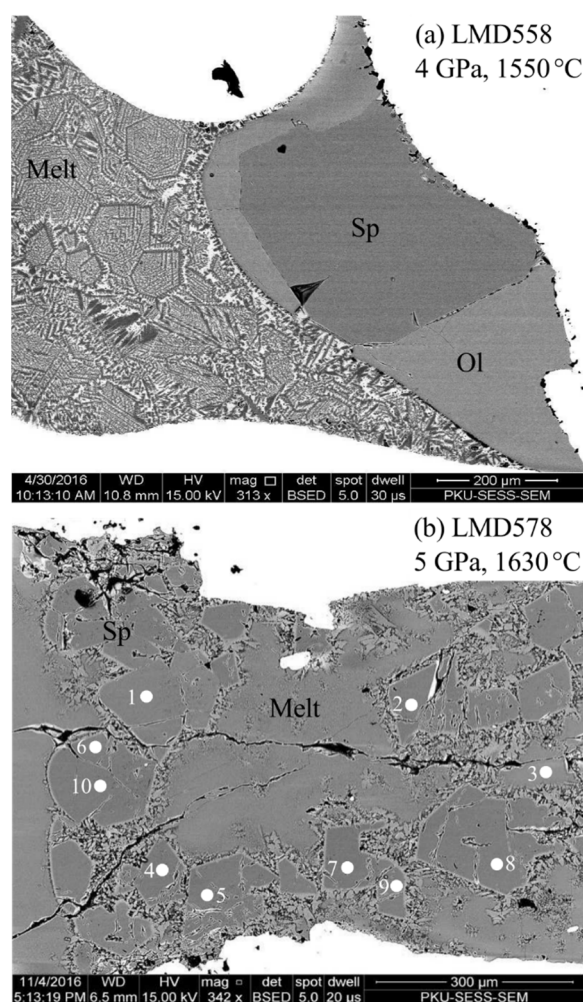 (a) LMD558
4 GPa, 1550 °C
Melt
Sp
Ol
4/30/2016 WD HV mag det spot dwell 200 µm
10:13:10 AM 10.8 mm 15.00 kV 313 x BSED 5.0 30 µs PKU-SESS-SEM
(b) LMD578
5 GPa, 1630 °C
Sp
1
Melt
2
6
3
10
4
5
7
9
8
11/4/2016 WD HV mag det spot dwell 300 µm
5:13:19 PM 6.5 mm 15.00 kV 342 x BSED 5.0 20 µs PKU-SESS-SEM